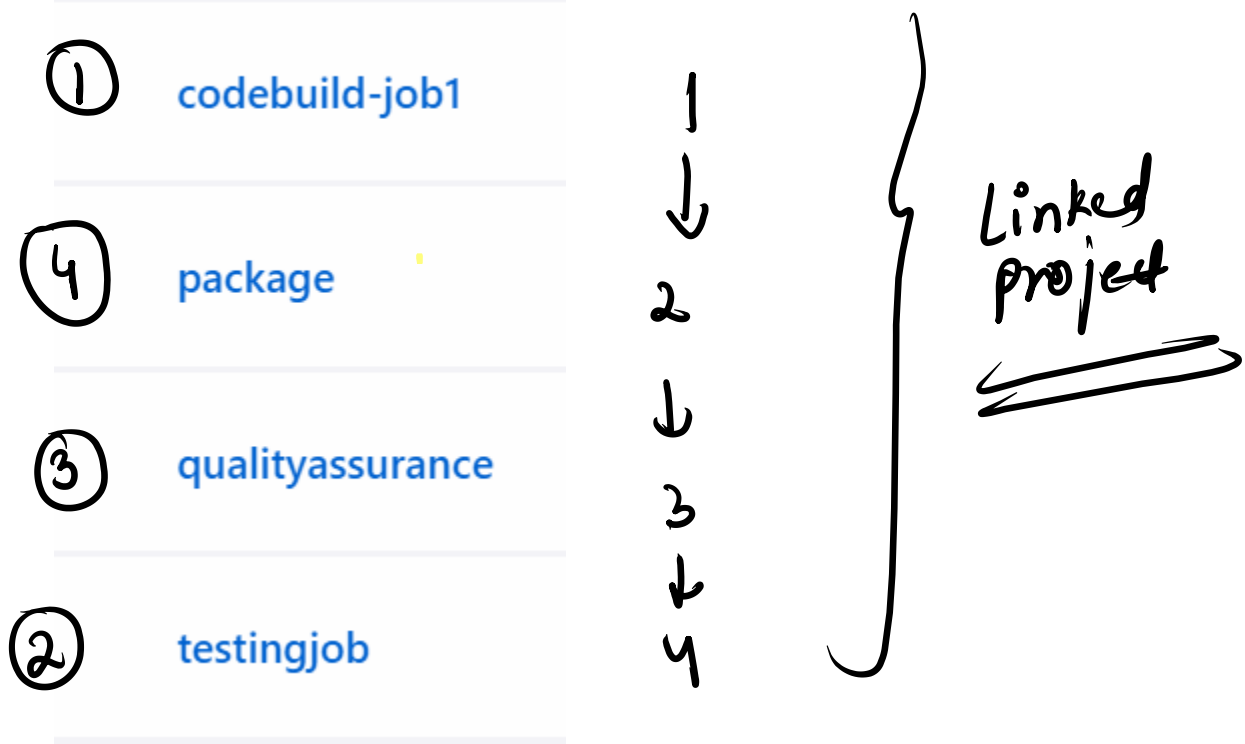 1 codebuild-job1
4 package
3 qualityassurance
2 testingjob
1
2
3
4
Linked
project